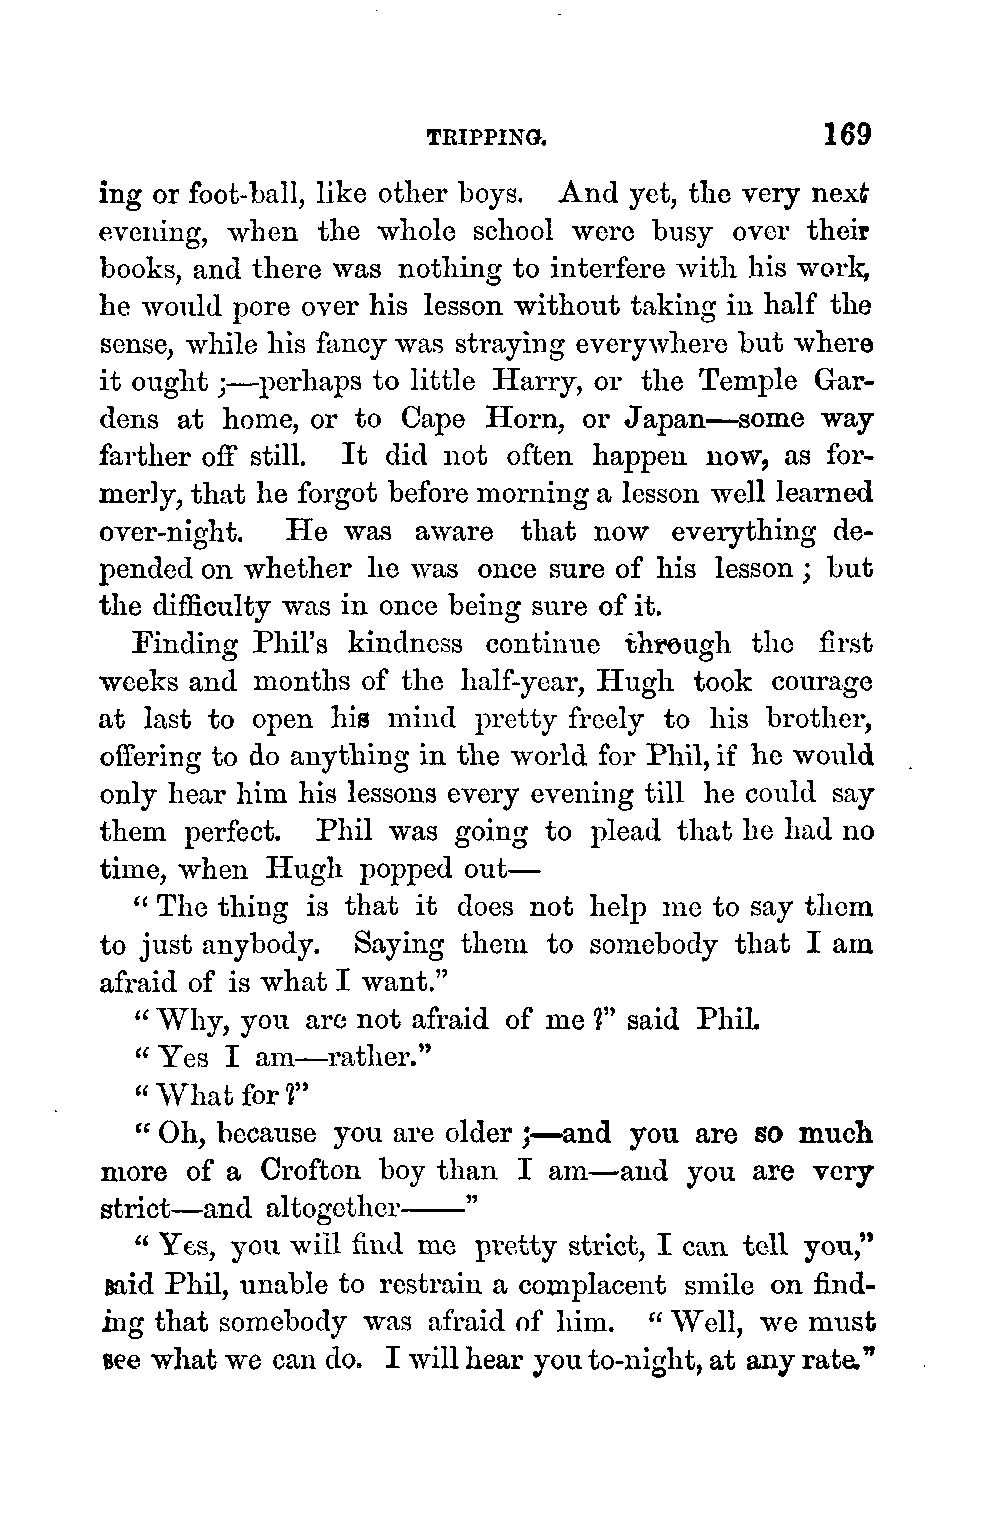 TRIPPING. 169
ing or foot-ball, like other boys. And yet, the very next
evening, when the whole school were busy over their
books, and there was nothing to interfere with his work,
he would pore over his lesson without taking in half the
sense, while his fancy was straying everywhere but where
it ought ;—perhaps to little Harry, or the Temple Gar-
dens at home, or to Cape Horn, or Japan—some way
farther off still. It did not often happen now, as for-
merly, that he forgot before morning a lesson well learned
over-night. He was aware that now everything de-
pended on whether he was once sure of his lesson ; but
the difficulty was in once being sure of it.
Finding Phil's kindness continue through the first
weeks and months of the half-year, Hugh took courage
at last to open his mind pretty freely to his brother,
offering to do anything in the world for Phil, if he would
only hear him his lessons every evening till he could say
them perfect. Phil was going to plead that he had no
time, when Hugh popped out—
“ The thing is that it does not help me to say them
to just anybody. Saying them to somebody that I am
afraid of is what I want.”
“ Why, you are not afraid of me ?” said Phil.
“ Yes I am—rather.”
“ What for ?”
“ Oh, because you are older ;—and you are so much
more of a Crofton boy than I am—and you are very
strict—and altogether——”
“ Yes, you will find me pretty strict, I can tell you,”
said Phil, unable to restrain a complacent smile on find-
ing that somebody was afraid of him. “ Well, we must
see what we can do. I will hear you to-night, at any rate.”